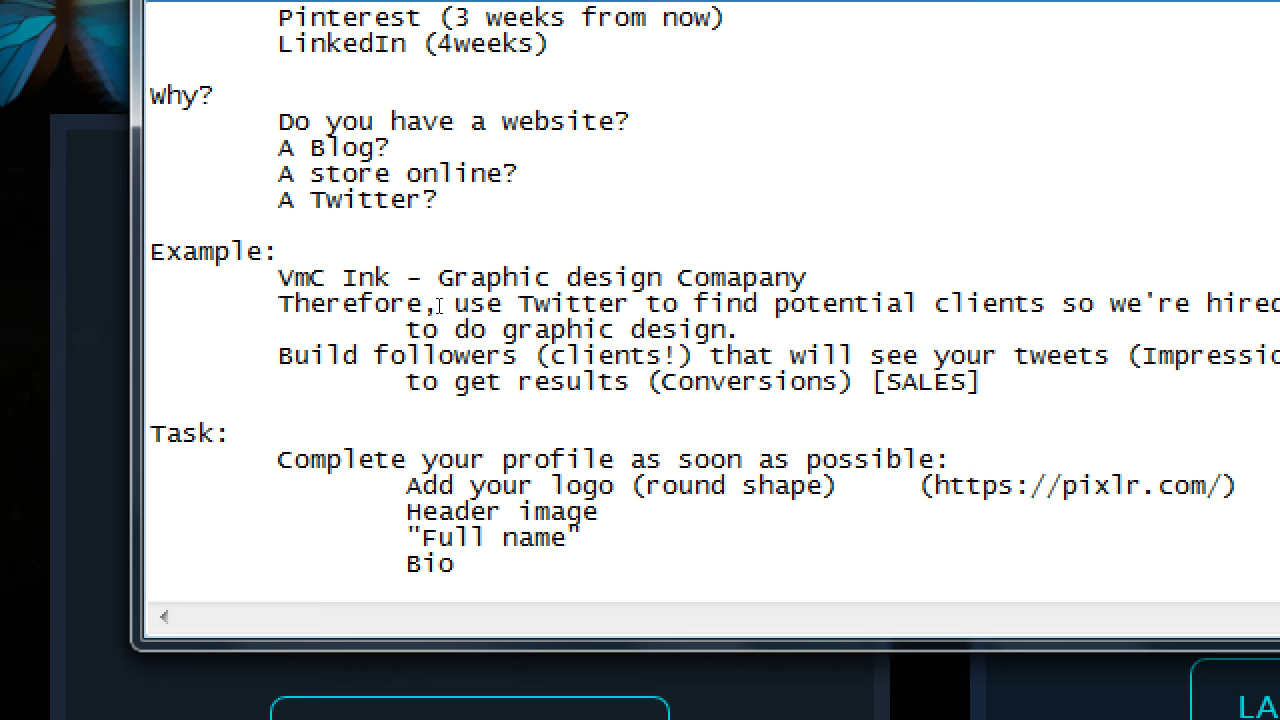 Pinterest (3 weeks from now)
LinkedIn (4weeks)
Why?
Do you have a website?
A Blog?
A store online?
A Twitter?
Example:
VmC Ink – Graphic design Comapany
Therefore, use Twitter to find potential clients so we're hired
to do graphic design.
Build followers (clients!) that will see your tweets (Impressio
to get results (Conversions) [SALES]
Task:
Complete your profile as soon as possible:
Add your logo (round shape) (https://pixlr.com/)
Header image
"Full name"
Bio
LA